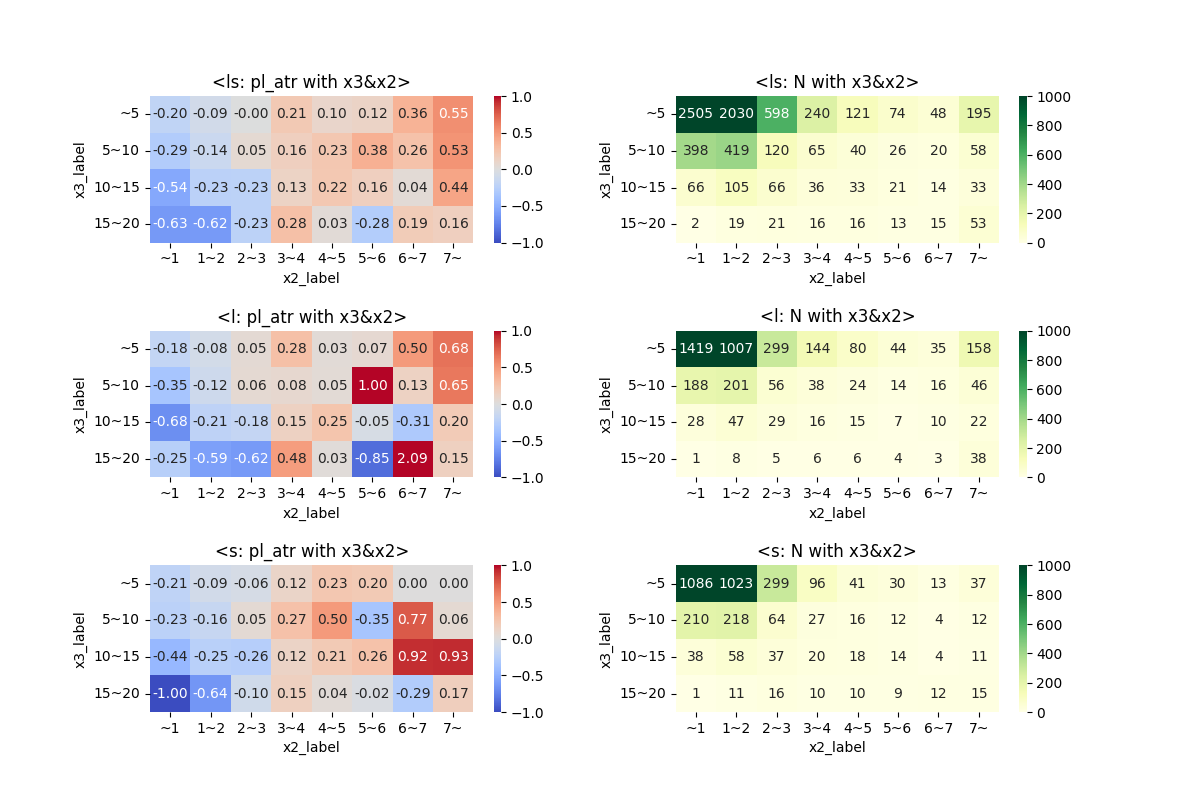 <ls: pl_atr with x3&x2>
x3_label
~5 -0.20 -0.09 -0.00 0.21 0.10 0.12 0.36 0.55
5~10 -0.29 -0.14 0.05 0.16 0.23 0.38 0.26 0.53
10~15 -0.54 -0.23 -0.23 0.13 0.22 0.16 0.04 0.44
15~20 -0.63 -0.62 -0.23 0.28 0.03 -0.28 0.19 0.16
~1 1~2 2~3 3~4 4~5 5~6 6~7 7~
x2_label
1.0
0.5
0.0
−0.5
−1.0
<ls: N with x3&x2>
x3_label
~5 2505 2030 598 240 121 74 48 195
5~10 398 419 120 65 40 26 20 58
10~15 66 105 66 36 33 21 14 33
15~20 2 19 21 16 16 13 15 53
~1 1~2 2~3 3~4 4~5 5~6 6~7 7~
x2_label
1000
800
600
400
200
0
<l: pl_atr with x3&x2>
x3_label
~5 -0.18 -0.08 0.05 0.28 0.03 0.07 0.50 0.68
5~10 -0.35 -0.12 0.06 0.08 0.05 1.00 0.13 0.65
10~15 -0.68 -0.21 -0.18 0.15 0.25 -0.05 -0.31 0.20
15~20 -0.25 -0.59 -0.62 0.48 0.03 -0.85 2.09 0.15
~1 1~2 2~3 3~4 4~5 5~6 6~7 7~
x2_label
1.0
0.5
0.0
−0.5
−1.0
<l: N with x3&x2>
x3_label
~5 1419 1007 299 144 80 44 35 158
5~10 188 201 56 38 24 14 16 46
10~15 28 47 29 16 15 7 10 22
15~20 1 8 5 6 6 4 3 38
~1 1~2 2~3 3~4 4~5 5~6 6~7 7~
x2_label
1000
800
600
400
200
0
<s: pl_atr with x3&x2>
x3_label
~5 -0.21 -0.09 -0.06 0.12 0.23 0.20 0.00 0.00
5~10 -0.23 -0.16 0.05 0.27 0.50 -0.35 0.77 0.06
10~15 -0.44 -0.25 -0.26 0.12 0.21 0.26 0.92 0.93
15~20 -1.00 -0.64 -0.10 0.15 0.04 -0.02 -0.29 0.17
~1 1~2 2~3 3~4 4~5 5~6 6~7 7~
x2_label
1.0
0.5
0.0
−0.5
−1.0
<s: N with x3&x2>
x3_label
~5 1086 1023 299 96 41 30 13 37
5~10 210 218 64 27 16 12 4 12
10~15 38 58 37 20 18 14 4 11
15~20 1 11 16 10 10 9 12 15
~1 1~2 2~3 3~4 4~5 5~6 6~7 7~
x2_label
1000
800
600
400
200
0